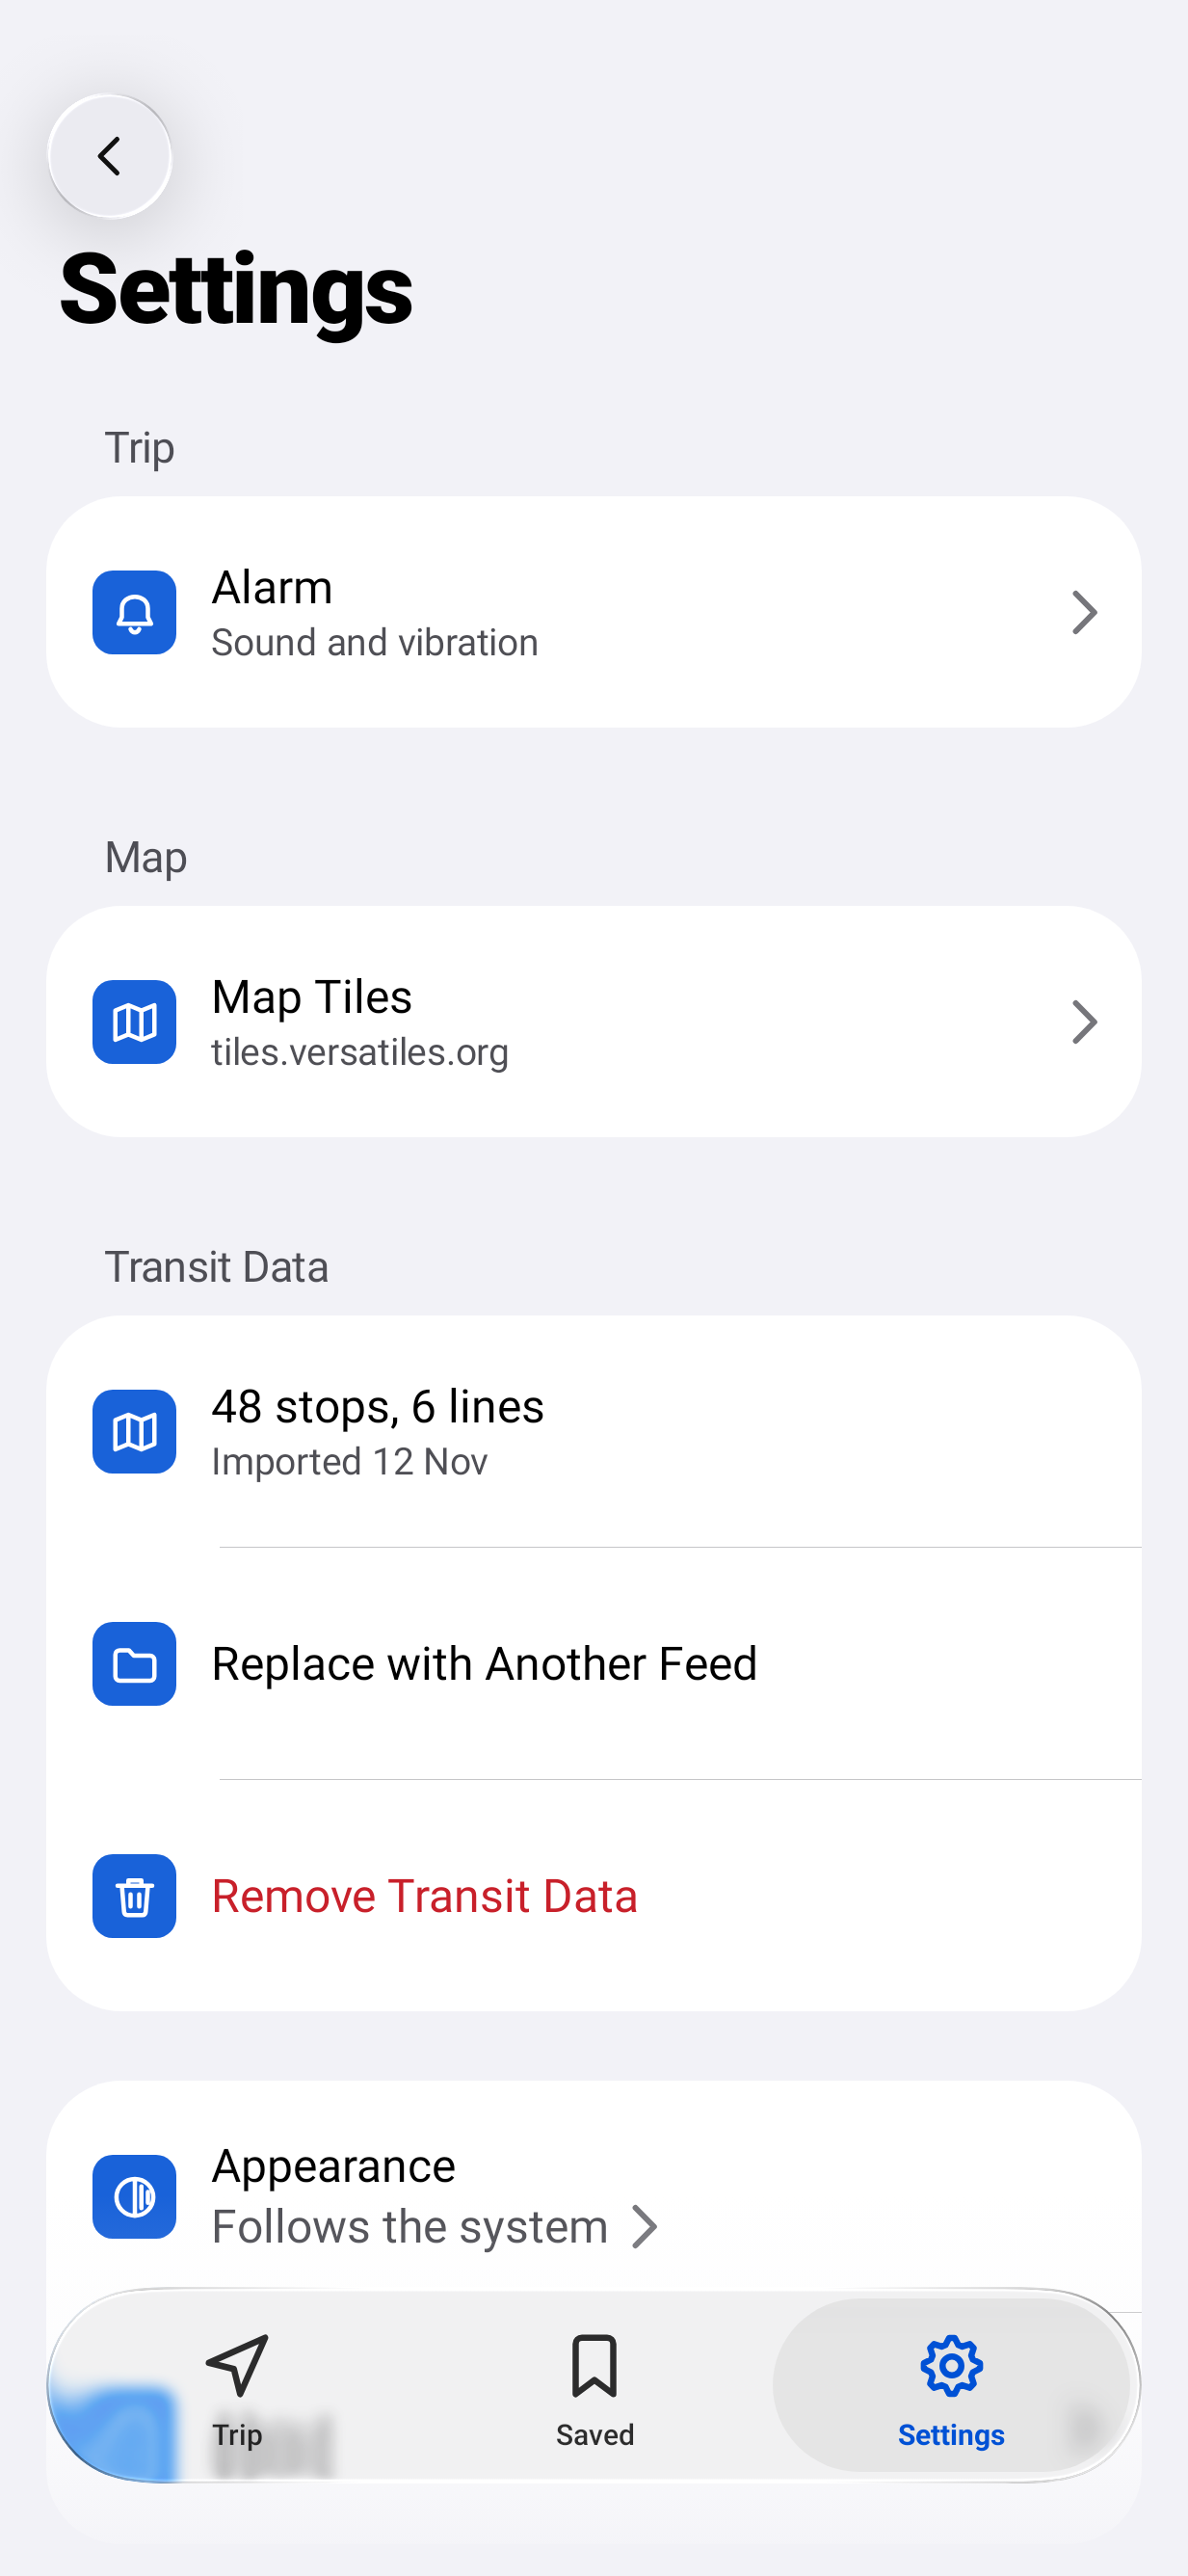 Settings
Trip
Alarm
Sound and vibration
Map
Map Tiles
tiles.versatiles.org
Transit Data
48 stops, 6 lines
Imported 12 Nov
Replace with Another Feed
Remove Transit Data
Appearance
Follows the system
Trip
Saved
Settings